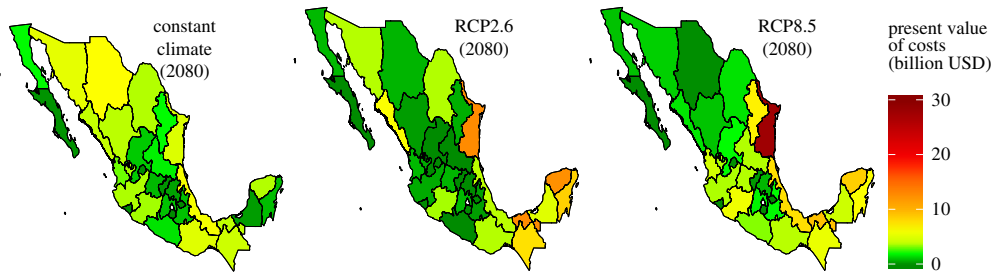 constant
climate
(2080)
RCP2.6
(2080)
RCP8.5
(2080)
present value
of costs
(billion USD)
30
20
10
0